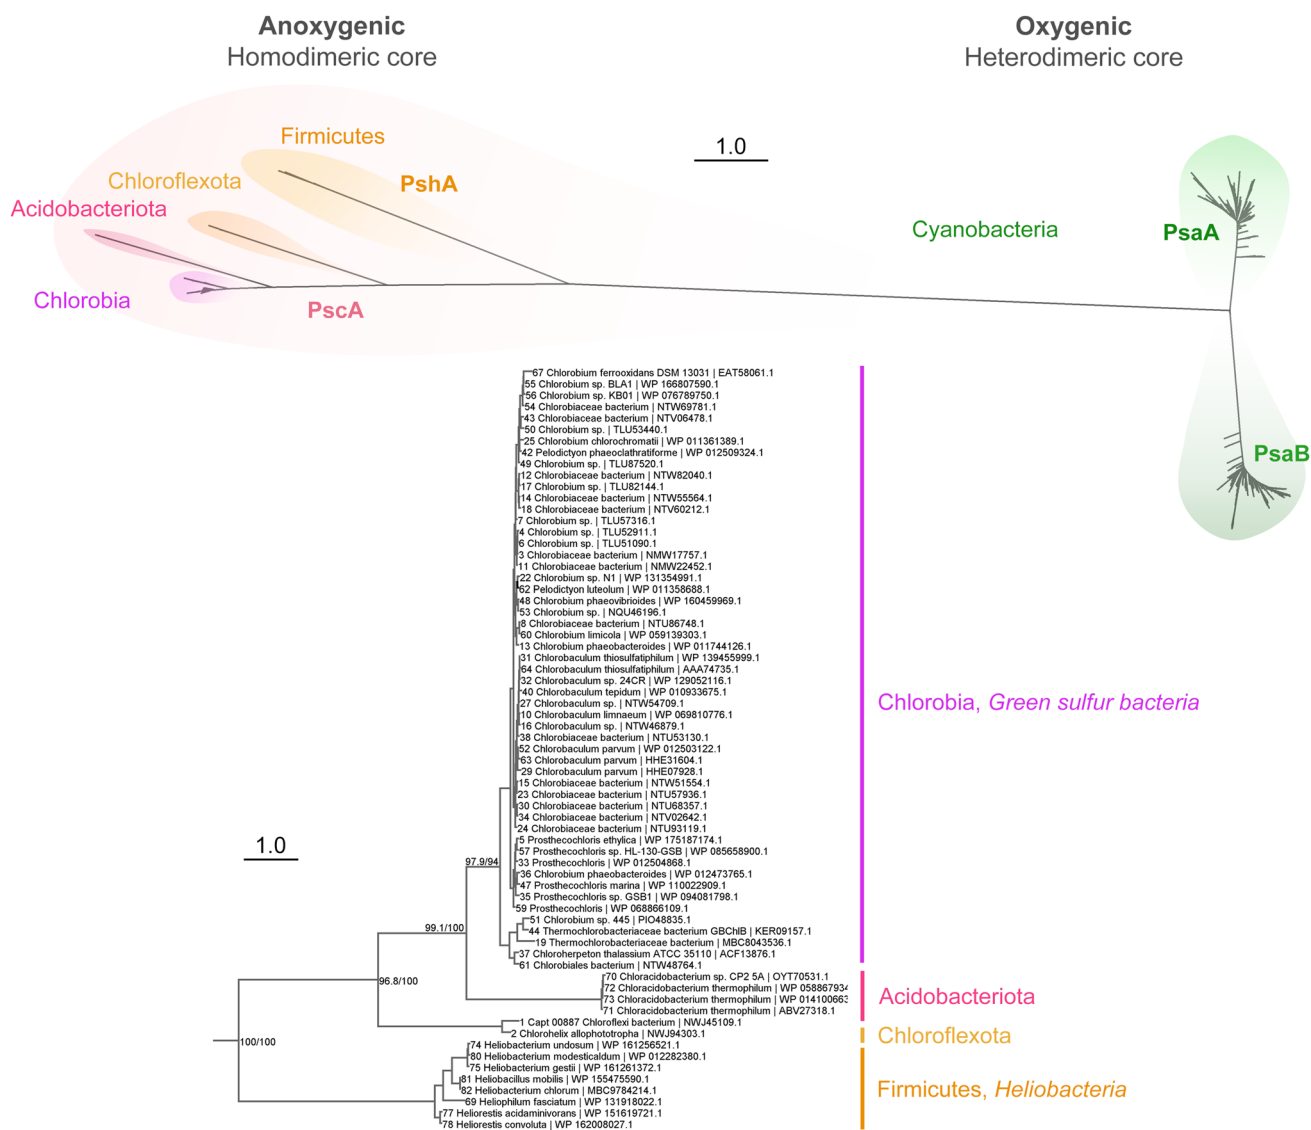 Anoxygenic
Homodimeric core
Oxygenic
Heterodimeric core
Firmicutes
1.0
Chloroflexota
PshA
Acidobacteriota
Cyanobacteria
PsaA
Chlorobia
PscA
PsaB
67 Chlorobium ferrooxidans DSM 13031 | EAT58061.1
55 Chlorobium sp. BLA1 | WP 166807590.1
56 Chlorobium sp. KB01 | WP 076789750.1
54 Chlorobiaceae bacterium | NTW69781.1
43 Chlorobiaceae bacterium | NTV06478.1
50 Chlorobium sp. | TLU53440.1
25 Chlorobium chlorochromatii | WP 011361389.1
42 Pelodictyon phaeoclathratiforme | WP 012509324.1
49 Chlorobium sp. | TLU87520.1
12 Chlorobiaceae bacterium | NTW82040.1
17 Chlorobium sp. | TLU82144.1
14 Chlorobiaceae bacterium | NTW55564.1
18 Chlorobiaceae bacterium | NTV60212.1
7 Chlorobium sp. | TLU57316.1
4 Chlorobium sp. | TLU52911.1
6 Chlorobium sp. | TLU51090.1
3 Chlorobiaceae bacterium | NMW17757.1
11 Chlorobiaceae bacterium | NMW22452.1
22 Chlorobium sp. N1 | WP 131354991.1
62 Pelodictyon luteolum | WP 011358688.1
48 Chlorobium phaeovibrioides | WP 160459969.1
53 Chlorobium sp. | NQU46196.1
8 Chlorobiaceae bacterium | NTU86748.1
60 Chlorobium limicola | WP 059139303.1
13 Chlorobium phaeobacteroides | WP 011744126.1
31 Chlorobaculum thiosulfatiphilum | WP 139455999.1
64 Chlorobaculum thiosulfatiphilum | AAA74735.1
32 Chlorobaculum sp. 24CR | WP 129052116.1
40 Chlorobaculum tepidum | WP 010933675.1
27 Chlorobaculum sp. | NTW54709.1
10 Chlorobaculum limnaeum | WP 069810776.1
16 Chlorobaculum sp. | NTW46879.1
38 Chlorobiaceae bacterium | NTU53130.1
52 Chlorobaculum parvum | WP 012503122.1
63 Chlorobaculum parvum | HHE31604.1
29 Chlorobaculum parvum | HHE07928.1
15 Chlorobiaceae bacterium | NTW51554.1
23 Chlorobiaceae bacterium | NTU57936.1
30 Chlorobiaceae bacterium | NTU68357.1
34 Chlorobiaceae bacterium | NTV02642.1
24 Chlorobiaceae bacterium | NTU93119.1
5 Prosthecochloris ethylica | WP 175187174.1
57 Prosthecochloris sp. HL-130-GSB | WP 085658900.1
33 Prosthecochloris | WP 012504868.1
36 Chlorobium phaeobacteroides | WP 012473765.1
47 Prosthecochloris marina | WP 110022909.1
35 Prosthecochloris sp. GSB1 | WP 094081798.1
59 Prosthecochloris | WP 068866109.1
51 Chlorobium sp. 445 | PIO48835.1
44 Thermochlorobacteriaceae bacterium GBChlB | KER09157.1
19 Thermochlorobacteriaceae bacterium | MBC8043536.1
37 Chloroherpeton thalassium ATCC 35110 | ACF13876.1
61 Chlorobiales bacterium | NTW48764.1
70 Chloracidobacterium sp. CP2 5A | OYT70531.1
72 Chloracidobacterium thermophilum | WP 058867934
73 Chloracidobacterium thermophilum | WP 014100663
71 Chloracidobacterium thermophilum | ABV27318.1
1 Capt 00887 Chloroflexi bacterium | NWJ45109.1
2 Chlorohelix allophototropha | NWJ94303.1
74 Heliobacterium undosum | WP 161256521.1
80 Heliobacterium modesticaldum | WP 012282380.1
75 Heliobacterium gestii | WP 161261372.1
81 Heliobacillus mobilis | WP 155475590.1
82 Heliobacterium chlorum | MBC9784214.1
69 Heliophilum fasciatum | WP 131918022.1
77 Heliorestis acidaminivorans | WP 151619721.1
78 Heliorestis convoluta | WP 162008027.1
1.0
97.9/94
99.1/100
96.8/100
100/100
Chlorobia, Green sulfur bacteria
Acidobacteriota
Chloroflexota
Firmicutes, Heliobacteria